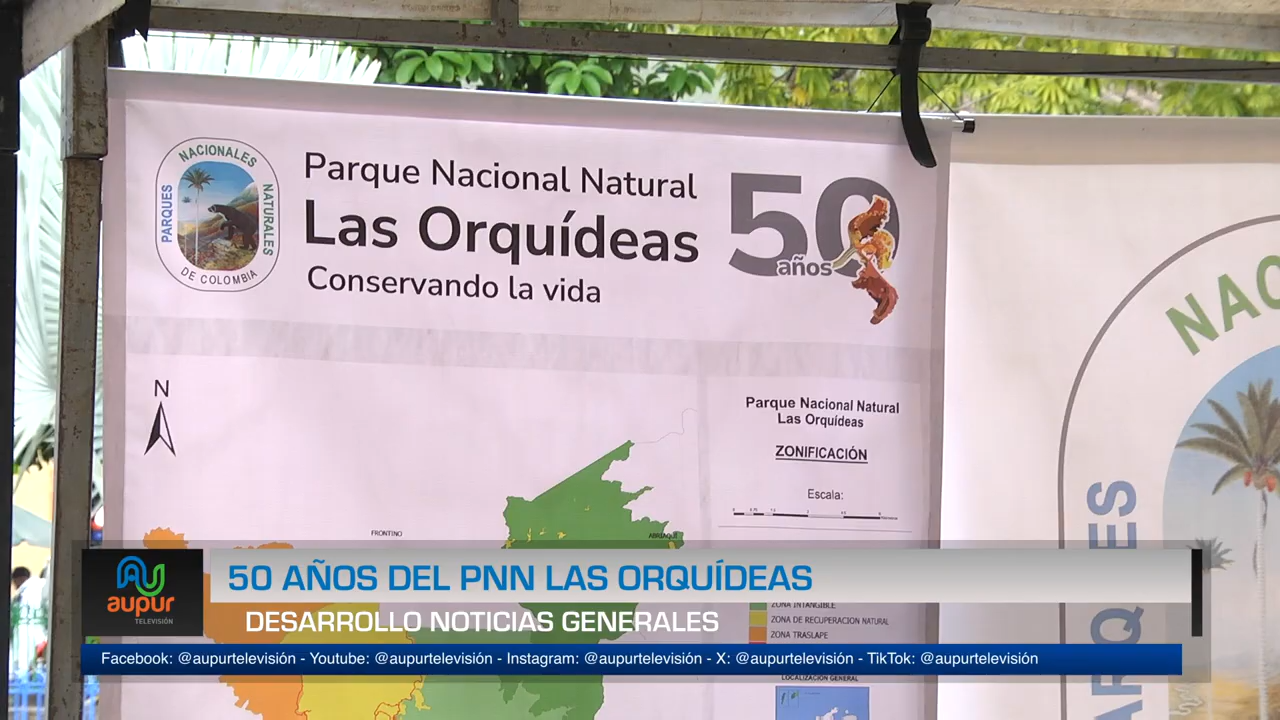 NACIONALES
PARQUES
NATURALES
DE COLOMBIA
Parque Nacional Natural
Las Orquídeas
Conservando la vida
50
años
NAC
PARQUES
N
Parque Nacional Natural
Las Orquídeas
ZONIFICACIÓN
Escala:
FRONTINO
ABRIAQUI
aupur
TELEVISIÓN
50 AÑOS DEL PNN LAS ORQUÍDEAS
DESARROLLO NOTICIAS GENERALES
ZONA INTANGIBLE
ZONA DE RECUPERACION NATURAL
ZONA TRASLAPE
Facebook: @aupurtelevisión - Youtube: @aupurtelevisión - Instagram: @aupurtelevisión - X: @aupurtelevisión - TikTok: @aupurtelevisión
LOCALIZACIÓN GENERAL